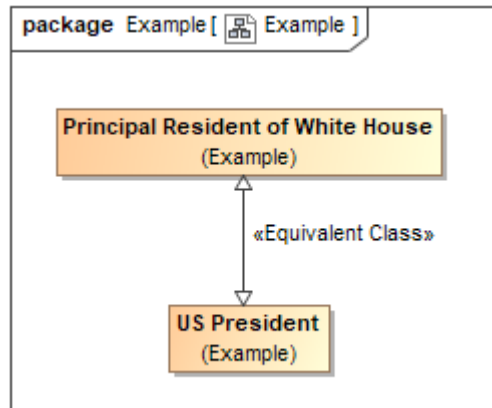 package Example [ Example ]
Principal Resident of White House
(Example)
«Equivalent Class»
US President
(Example)